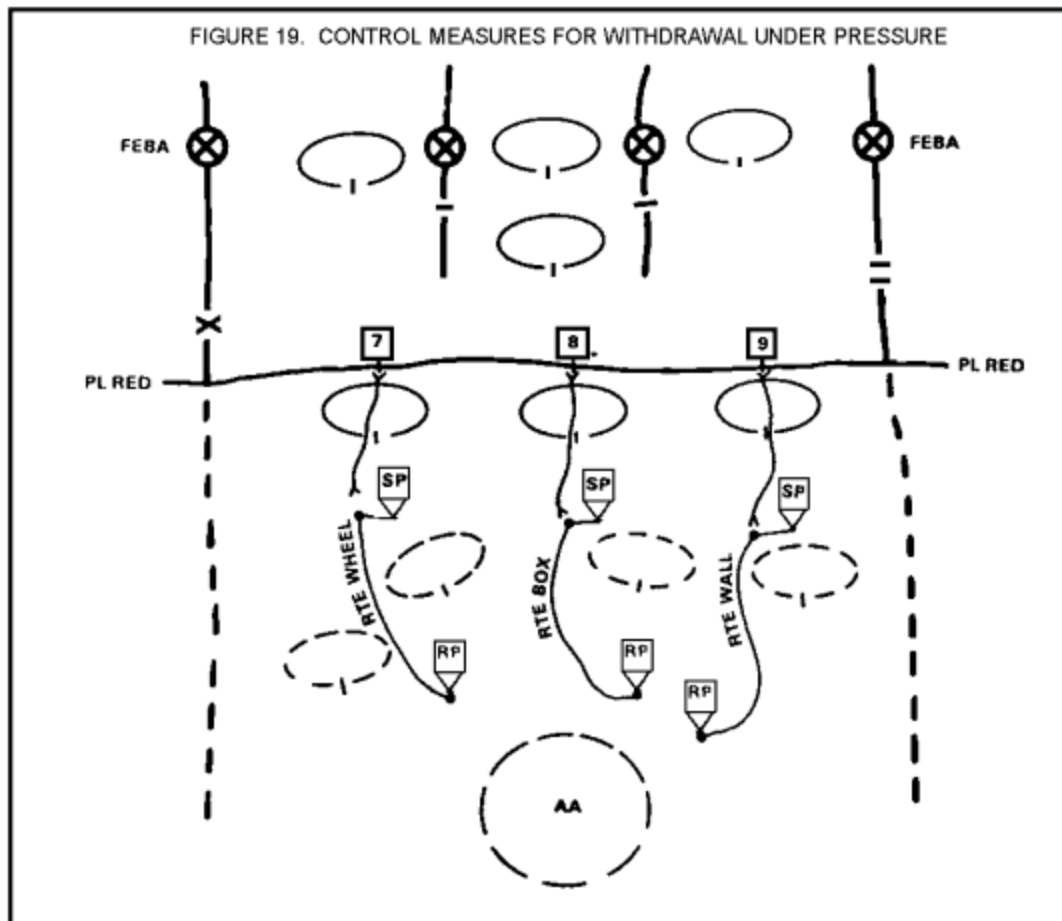 FIGURE 19. CONTROL MEASURES FOR WITHDRAWAL UNDER PRESSURE
FEBA
FEBA
X
7
8
9
PL RED
PL RED
SP
SP
SP
RTE WHEEL
RTE BOX
RTE WALL
RP
RP
RP
AA